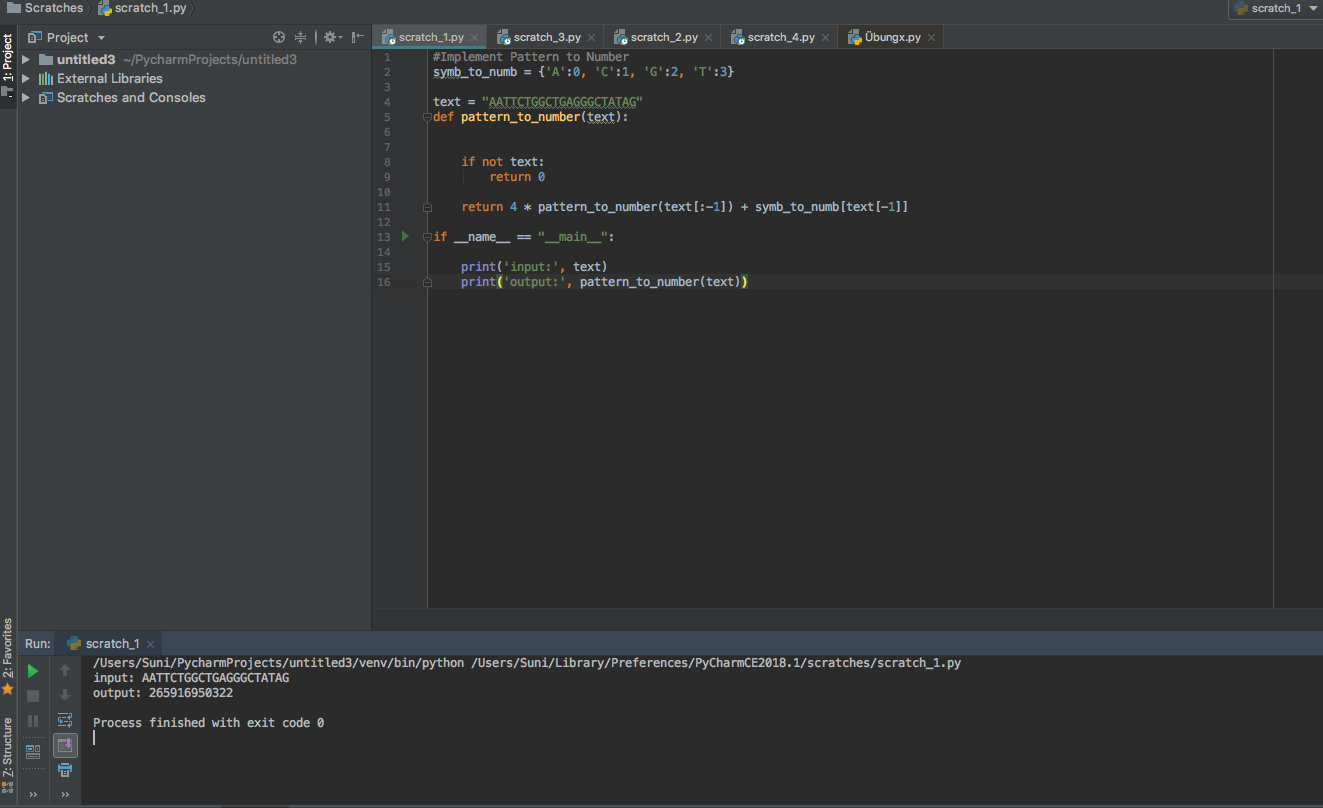 Scratches scratch_1.py scratch_1
Project
scratch_1.py scratch_3.py scratch_2.py scratch_4.py Übungx.py
1: Project
untitled3 ~/PycharmProjects/untitled3
External Libraries
Scratches and Consoles
1 #Implement Pattern to Number
2 symb_to_numb = {'A':0, 'C':1, 'G':2, 'T':3}
3
4 text = "AATTCTGGCTGAGGGCTATAG"
5 def pattern_to_number(text):
6
7
8 if not text:
9 return 0
10
11 return 4 * pattern_to_number(text[:-1]) + symb_to_numb[text[-1]]
12
13 if __name__ == "__main__":
14
15 print('input:', text)
16 print('output:', pattern_to_number(text))
2: Favorites
7: Structure
Run: scratch_1
/Users/Suni/PycharmProjects/untitled3/venv/bin/python /Users/Suni/Library/Preferences/PyCharmCE2018.1/scratches/scratch_1.py
input: AATTCTGGCTGAGGGCTATAG
output: 265916950322
Process finished with exit code 0